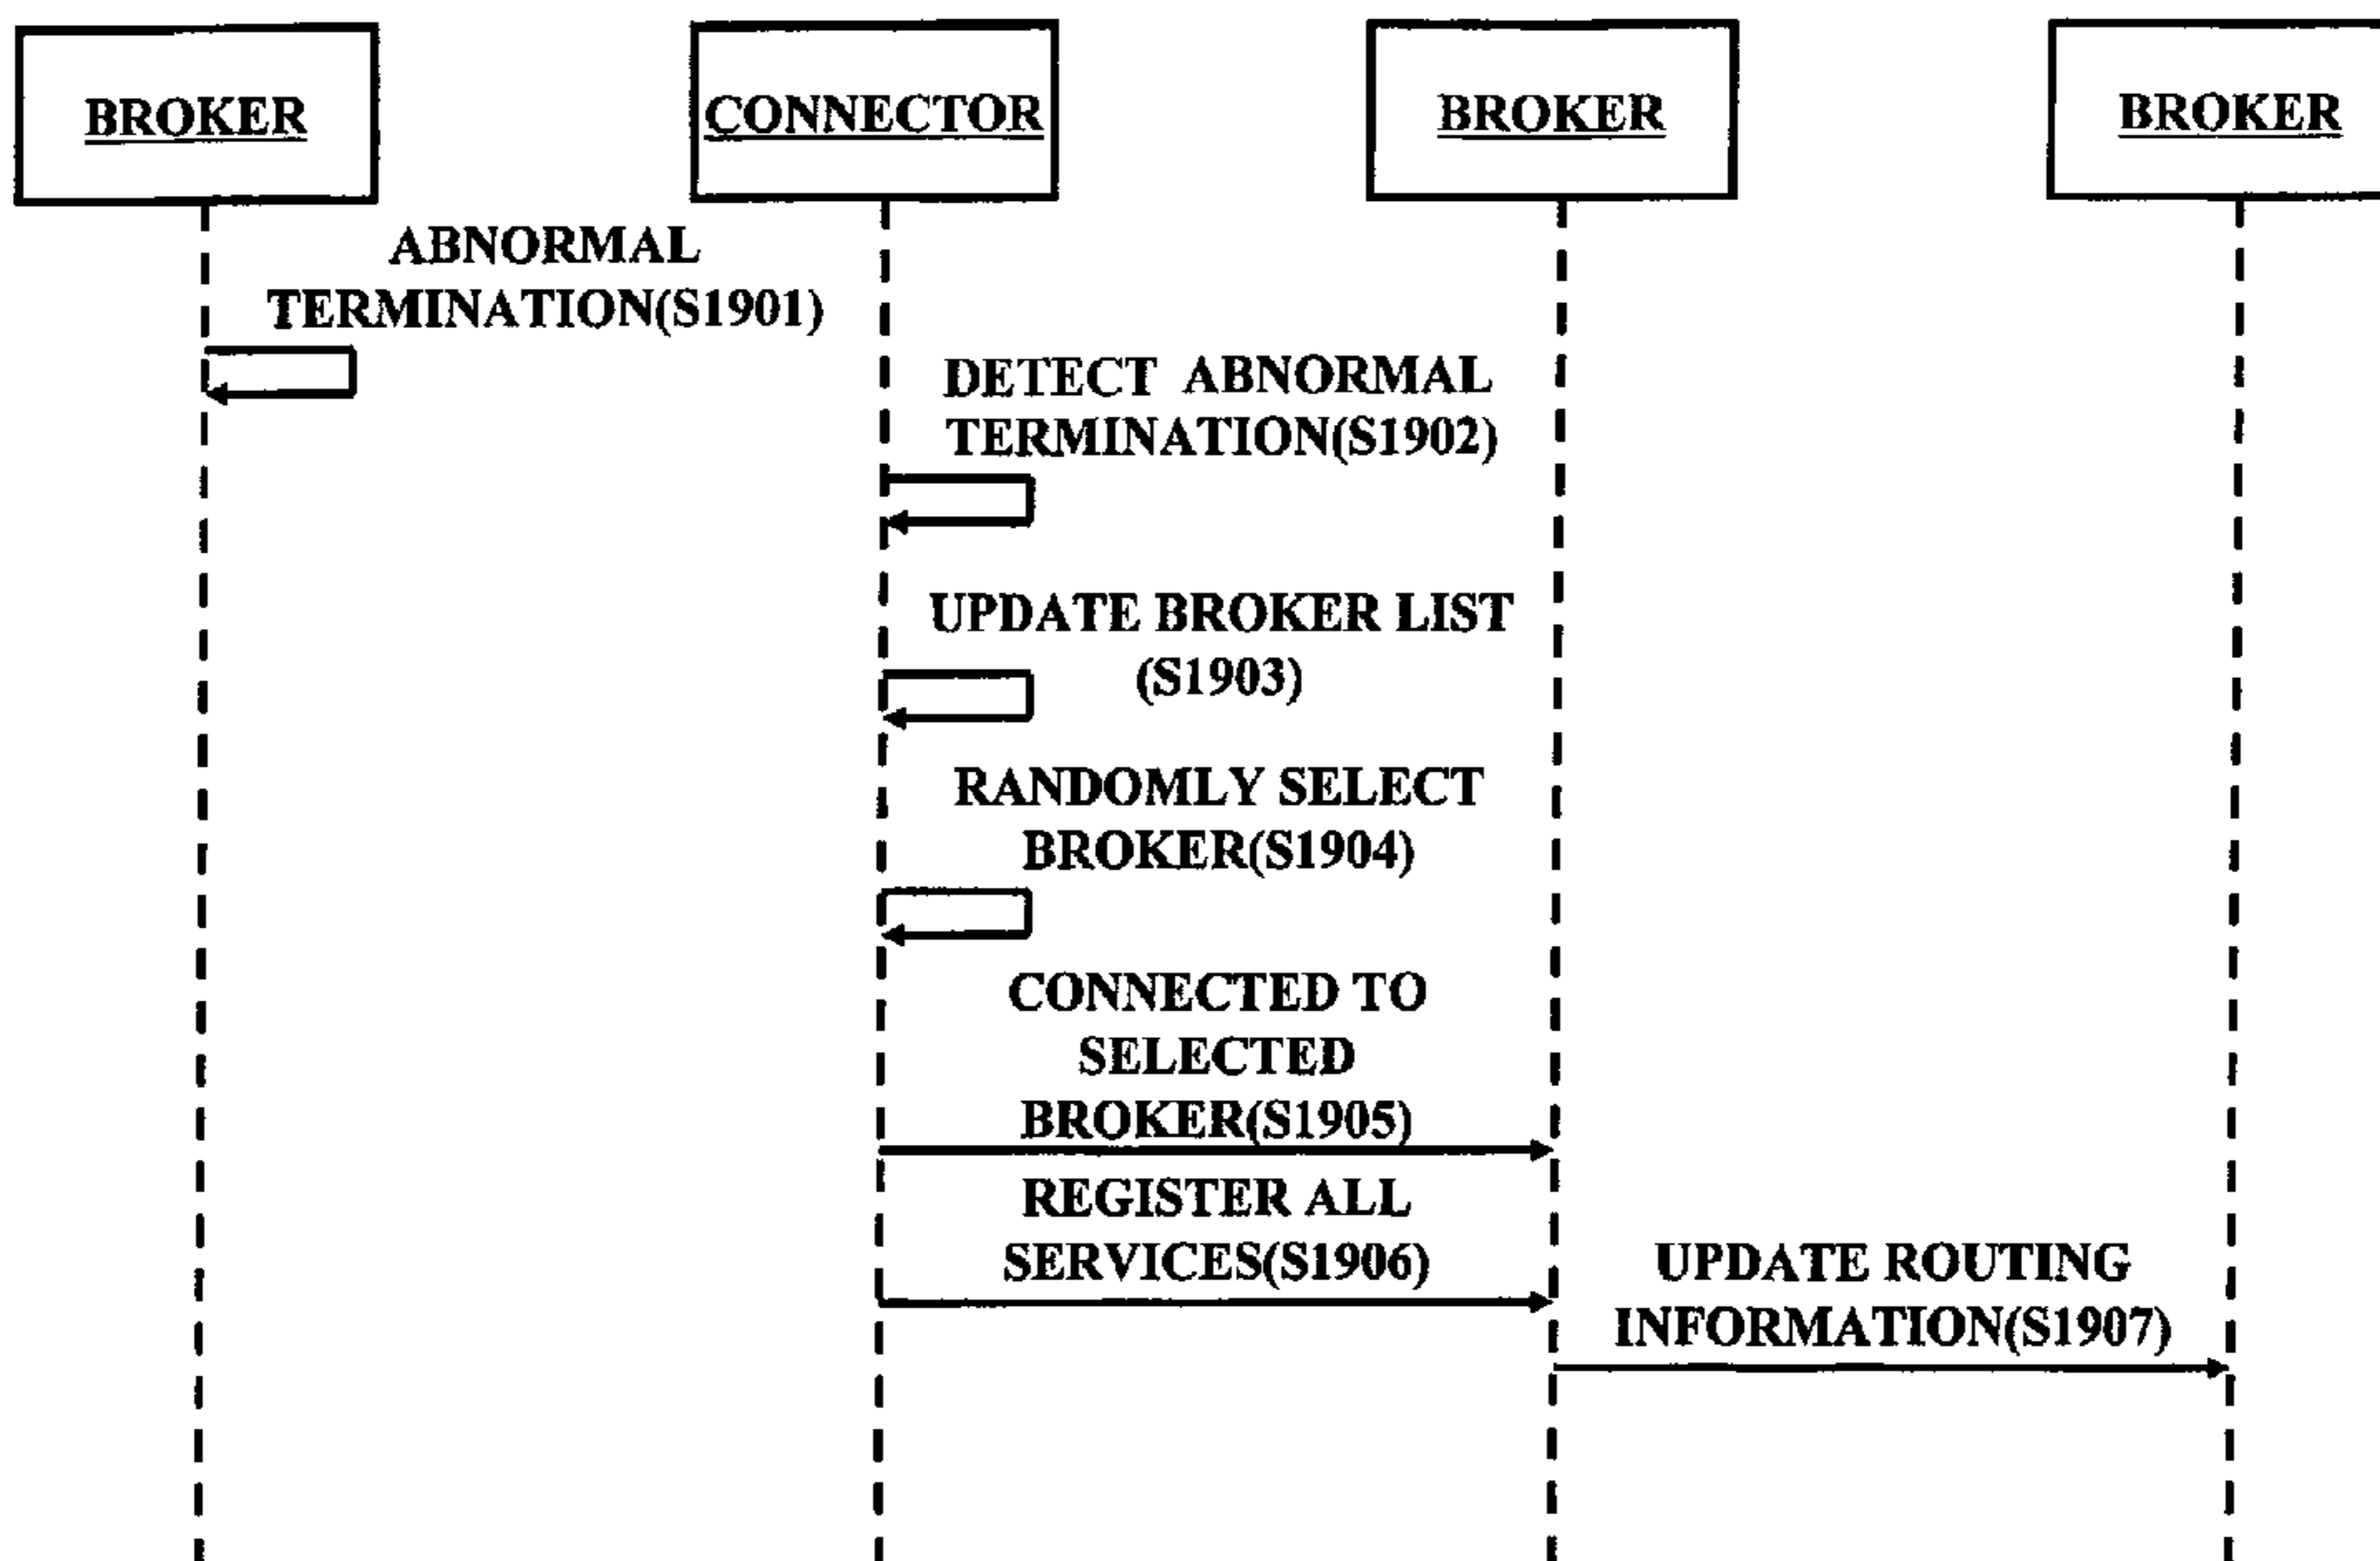 BROKER
CONNECTOR
BROKER
BROKER
ABNORMAL
TERMINATION(S1901)
DETECT ABNORMAL
TERMINATION(S1902)
UPDATE BROKER LIST
(S1903)
RANDOMLY SELECT
BROKER(S1904)
CONNECTED TO
SELECTED
BROKER(S1905)
REGISTER ALL
SERVICES(S1906)
UPDATE ROUTING
INFORMATION(S1907)